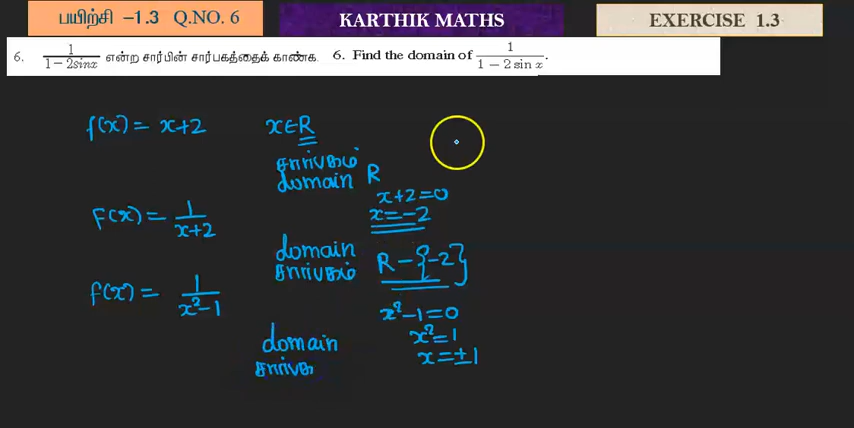 பயிற்சி –1.3 Q.NO. 6
KARTHIK MATHS
EXERCISE 1.3
6. 1/(1−2sinx) என்ற சார்பின் சார்பகத்தைக் காண்க.
6. Find the domain of 1/(1 − 2 sin x).
f(x) = x+2 x∈R
சார்பகம்
domain R
x+2=0
f(x) = 1/(x+2) x=−2
domain
சார்பகம் R−{−2}
f(x) = 1/(x²−1)
x²−1=0
domain x²=1
சார்பக x=±1